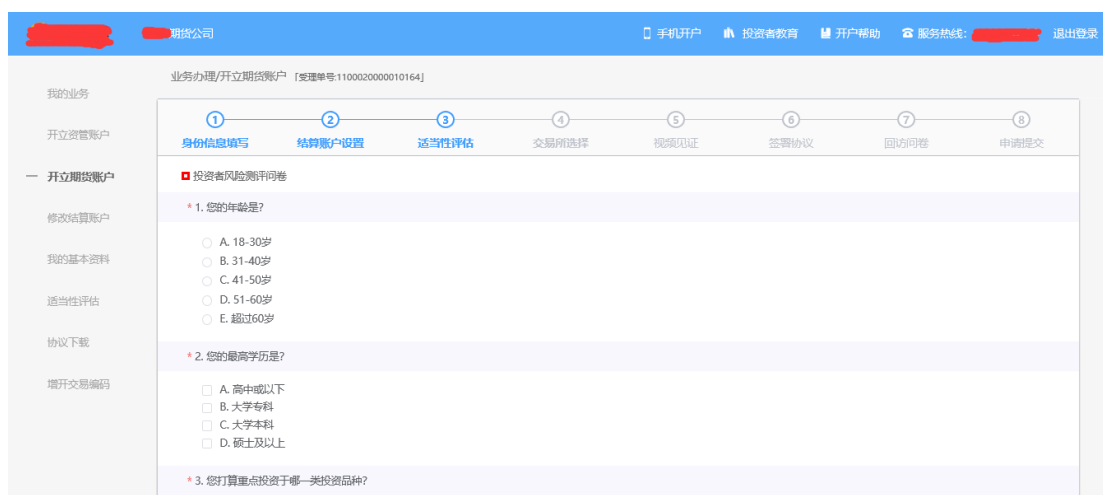 期货公司
手机开户
投资者教育
开户帮助
服务热线:
退出登录
我的业务
开立资管账户
一 开立期货账户
修改结算账户
我的基本资料
适当性评估
协议下载
增开交易编码
业务办理/开立期货账户「受理单号:1100020000010164」
1 2 3 4 5 6 7 8
身份信息填写 结算账户设置 适当性评估 交易所选择 视频见证 签署协议 回访问卷 申请提交
投资者风险测评问卷
* 1. 您的年龄是?
A. 18-30岁
B. 31-40岁
C. 41-50岁
D. 51-60岁
E. 超过60岁
* 2. 您的最高学历是?
A. 高中或以下
B. 大学专科
C. 大学本科
D. 硕士及以上
* 3. 您打算重点投资于哪一类投资品种?